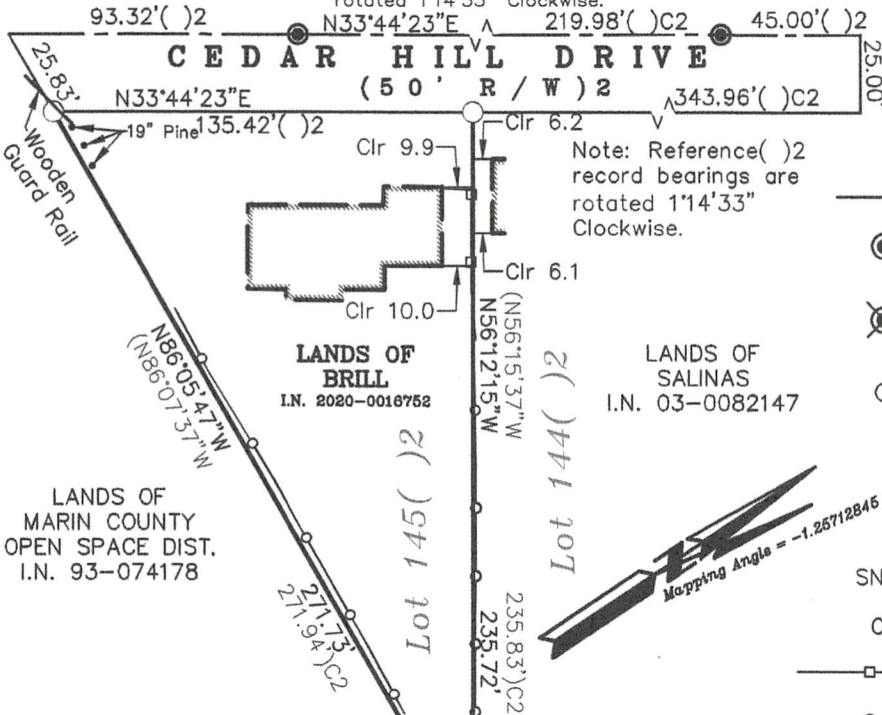 rotated 1°14'33" Clockwise.
93.32'( )2
N33°44'23"E
219.98'( )C2
45.00'( )2
CEDAR HILL DRIVE
(50' R/W)2
25.83'
25.00'
N33°44'23"E
343.96'( )C2
19" Pine
135.42'( )2
Wooden
Guard Rail
Clr 6.2
Clr 9.9
Note: Reference( )2
record bearings are
rotated 1°14'33"
Clockwise.
Clr 6.1
Clr 10.0
N86°05'47"W
(N86°07'37"W
LANDS OF
BRILL
I.N. 2020-0016752
(N56°15'37"W
N56°12'15"W
LANDS OF
SALINAS
I.N. 03-0082147
Lot 145( )2
Lot 144( )2
LANDS OF
MARIN COUNTY
OPEN SPACE DIST.
I.N. 93-074178
N
Mapping Angle = -1.25712845
271.73'
271.94')C2
235.83')C2
235.72'
SN